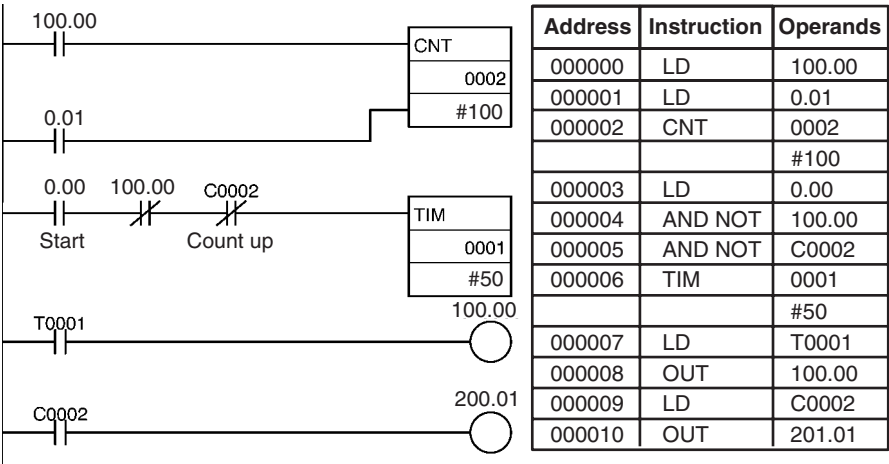 100.00
CNT
0002
#100
0.01
0.00 100.00 C0002
Start Count up
TIM
0001
#50
100.00
T0001
200.01
C0002
Address Instruction Operands
000000 LD 100.00
000001 LD 0.01
000002 CNT 0002
#100
000003 LD 0.00
000004 AND NOT 100.00
000005 AND NOT C0002
000006 TIM 0001
#50
000007 LD T0001
000008 OUT 100.00
000009 LD C0002
000010 OUT 201.01